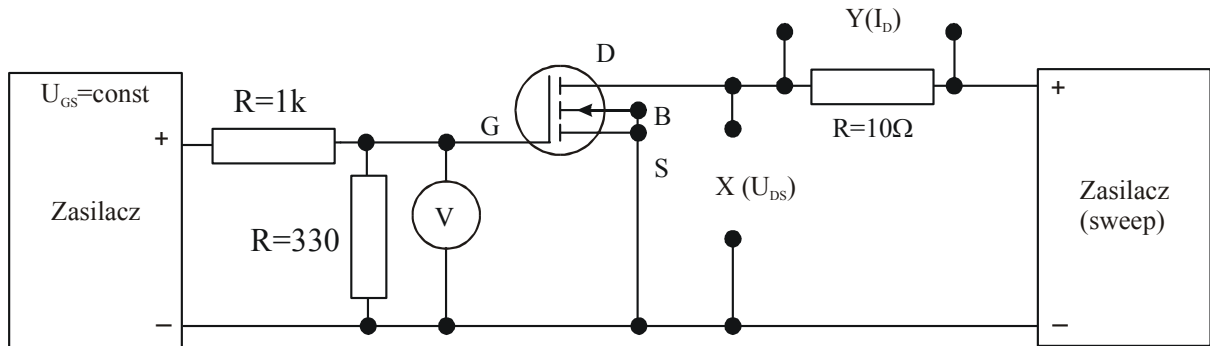 U_GS=const
+
Zasilacz
−
R=1k
R=330
V
G
D
B
S
X (U_DS)
Y(I_D)
R=10Ω
+
Zasilacz
(sweep)
−